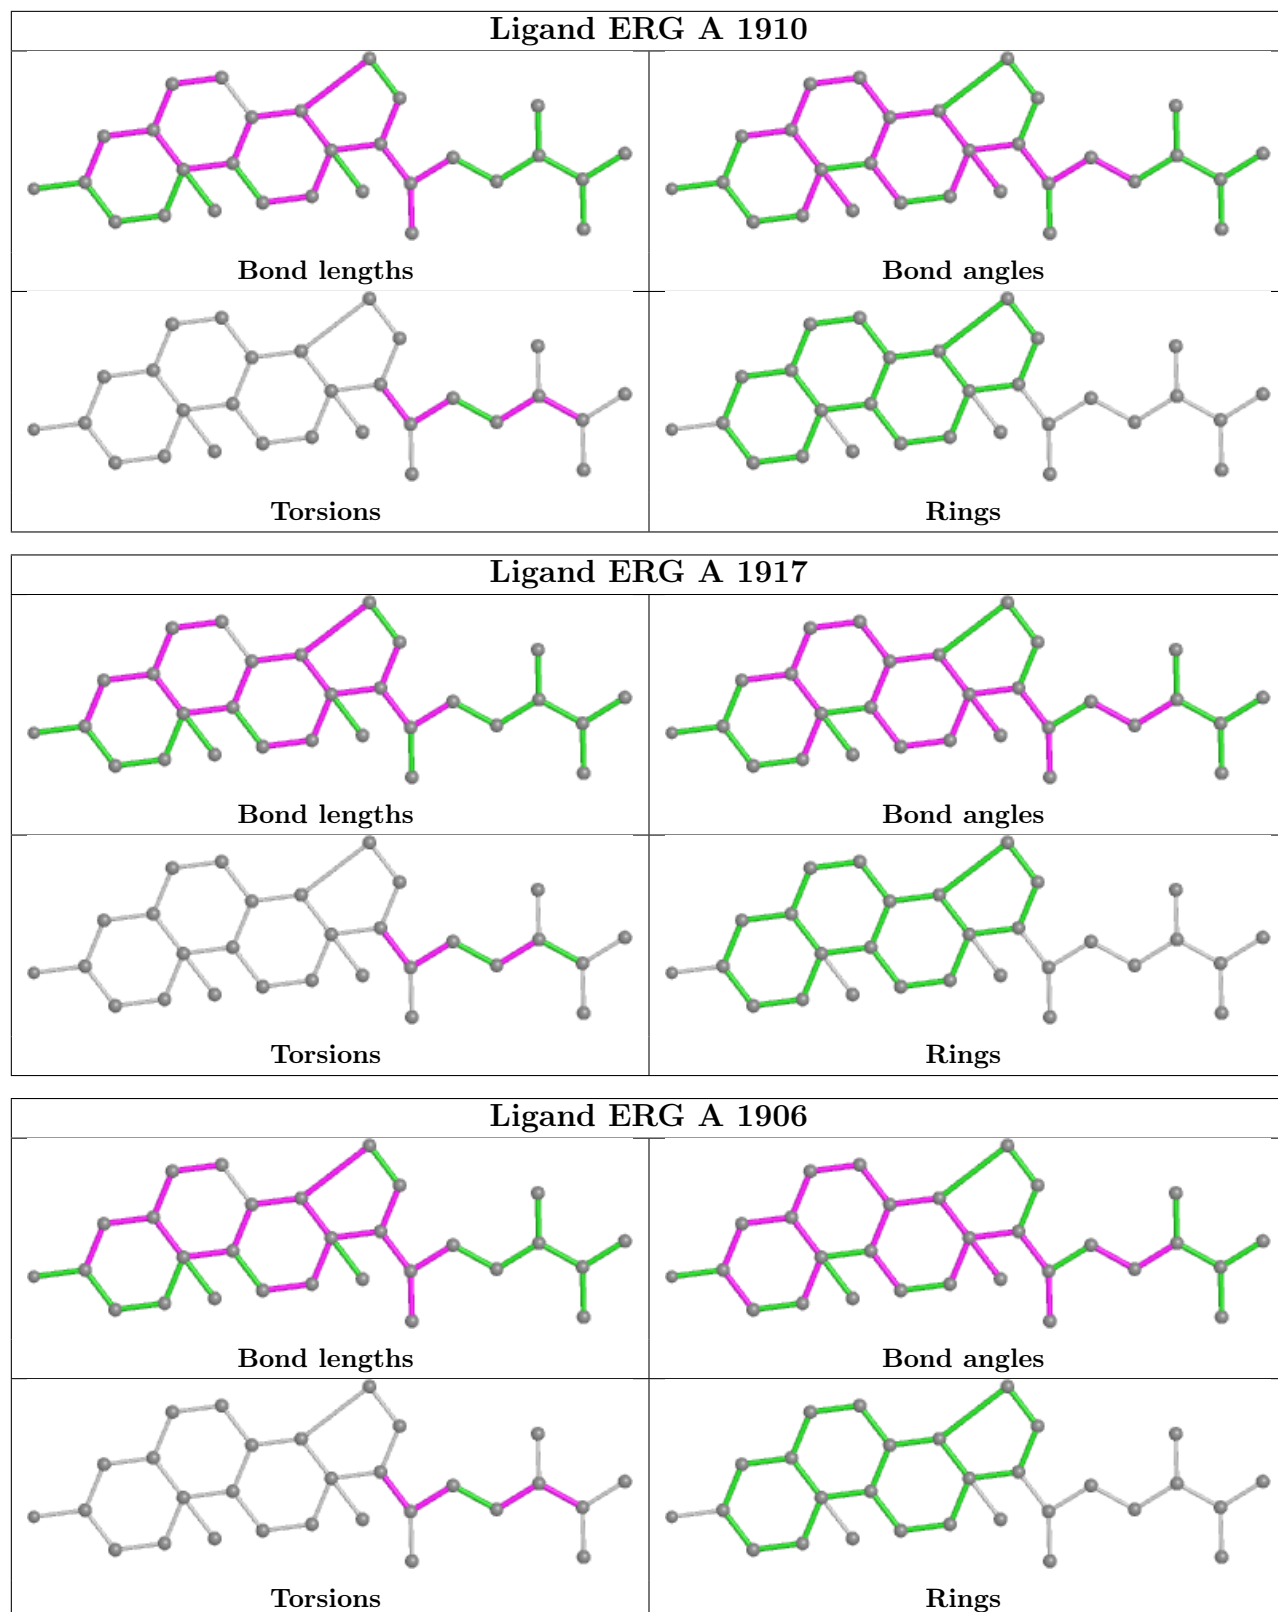 Ligand ERG A 1910
Bond lengths
Bond angles
Torsions
Rings
Ligand ERG A 1917
Bond lengths
Bond angles
Torsions
Rings
Ligand ERG A 1906
Bond lengths
Bond angles
Torsions
Rings